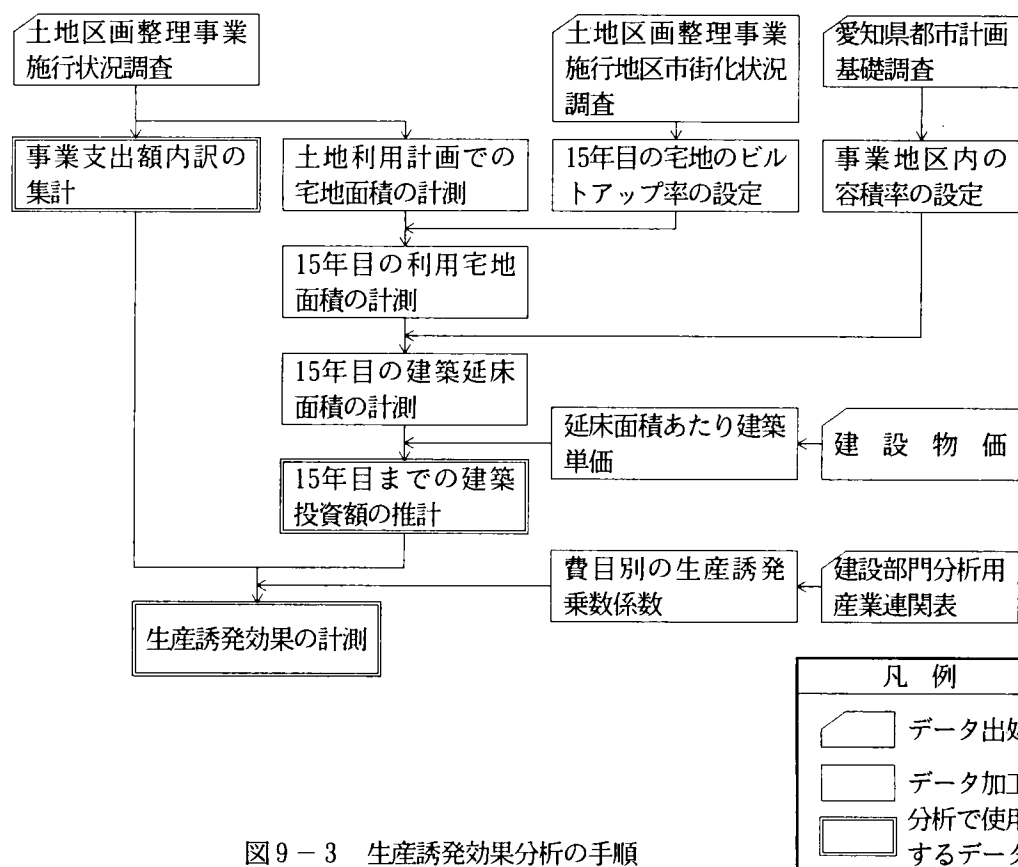 土地区画整理事業
施行状況調査
土地区画整理事業
施行地区市街化状況
調査
愛知県都市計画
基礎調査
事業支出額内訳の
集計
土地利用計画での
宅地面積の計測
15年目の宅地のビル
トアップ率の設定
事業地区内の
容積率の設定
15年目の利用宅地
面積の計測
15年目の建築延床
面積の計測
延床面積あたり建築
単価
建設物価
15年目までの建築
投資額の推計
費目別の生産誘発
乗数係数
建設部門分析用
産業連関表
生産誘発効果の計測
凡例
データ出処
データ加工
分析で使用
するデータ
図9-3 生産誘発効果分析の手順